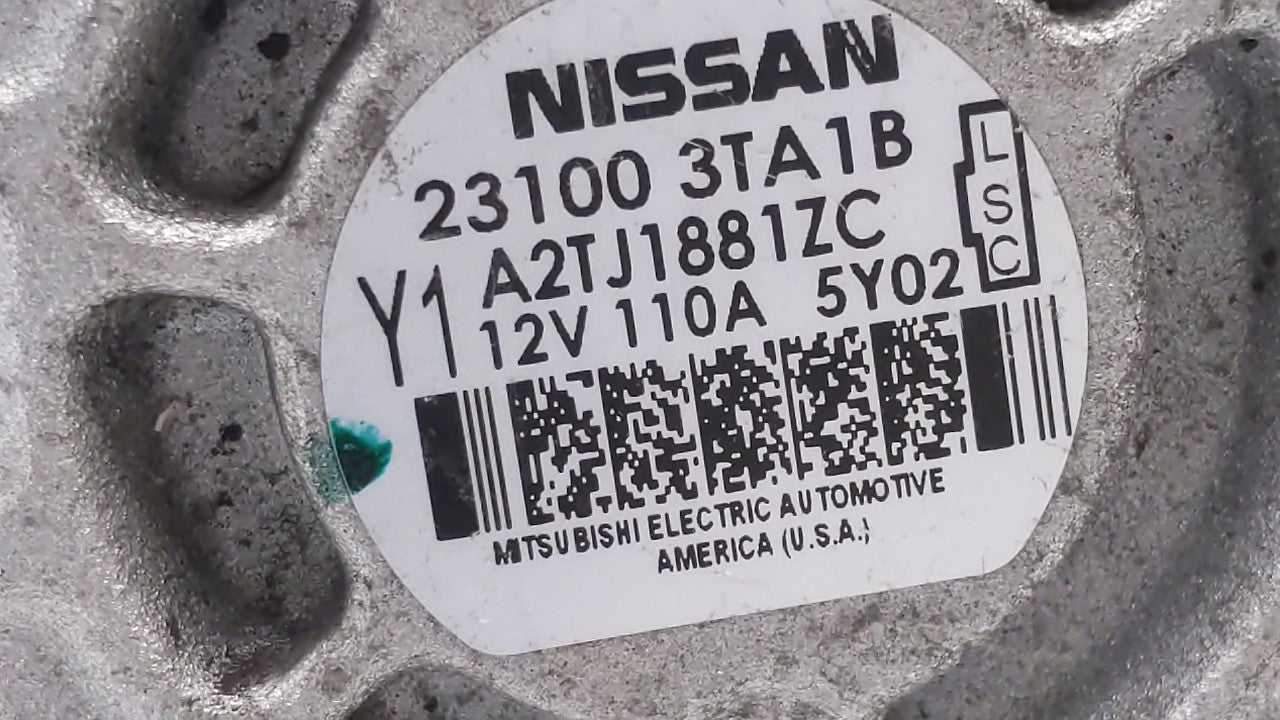 NISSAN
23100 3TA1B
A2TJ1881ZC
Y1
12V 110A 5Y02
L
S
C
MITSUBISHI ELECTRIC AUTOMOTIVE
AMERICA (U.S.A.)